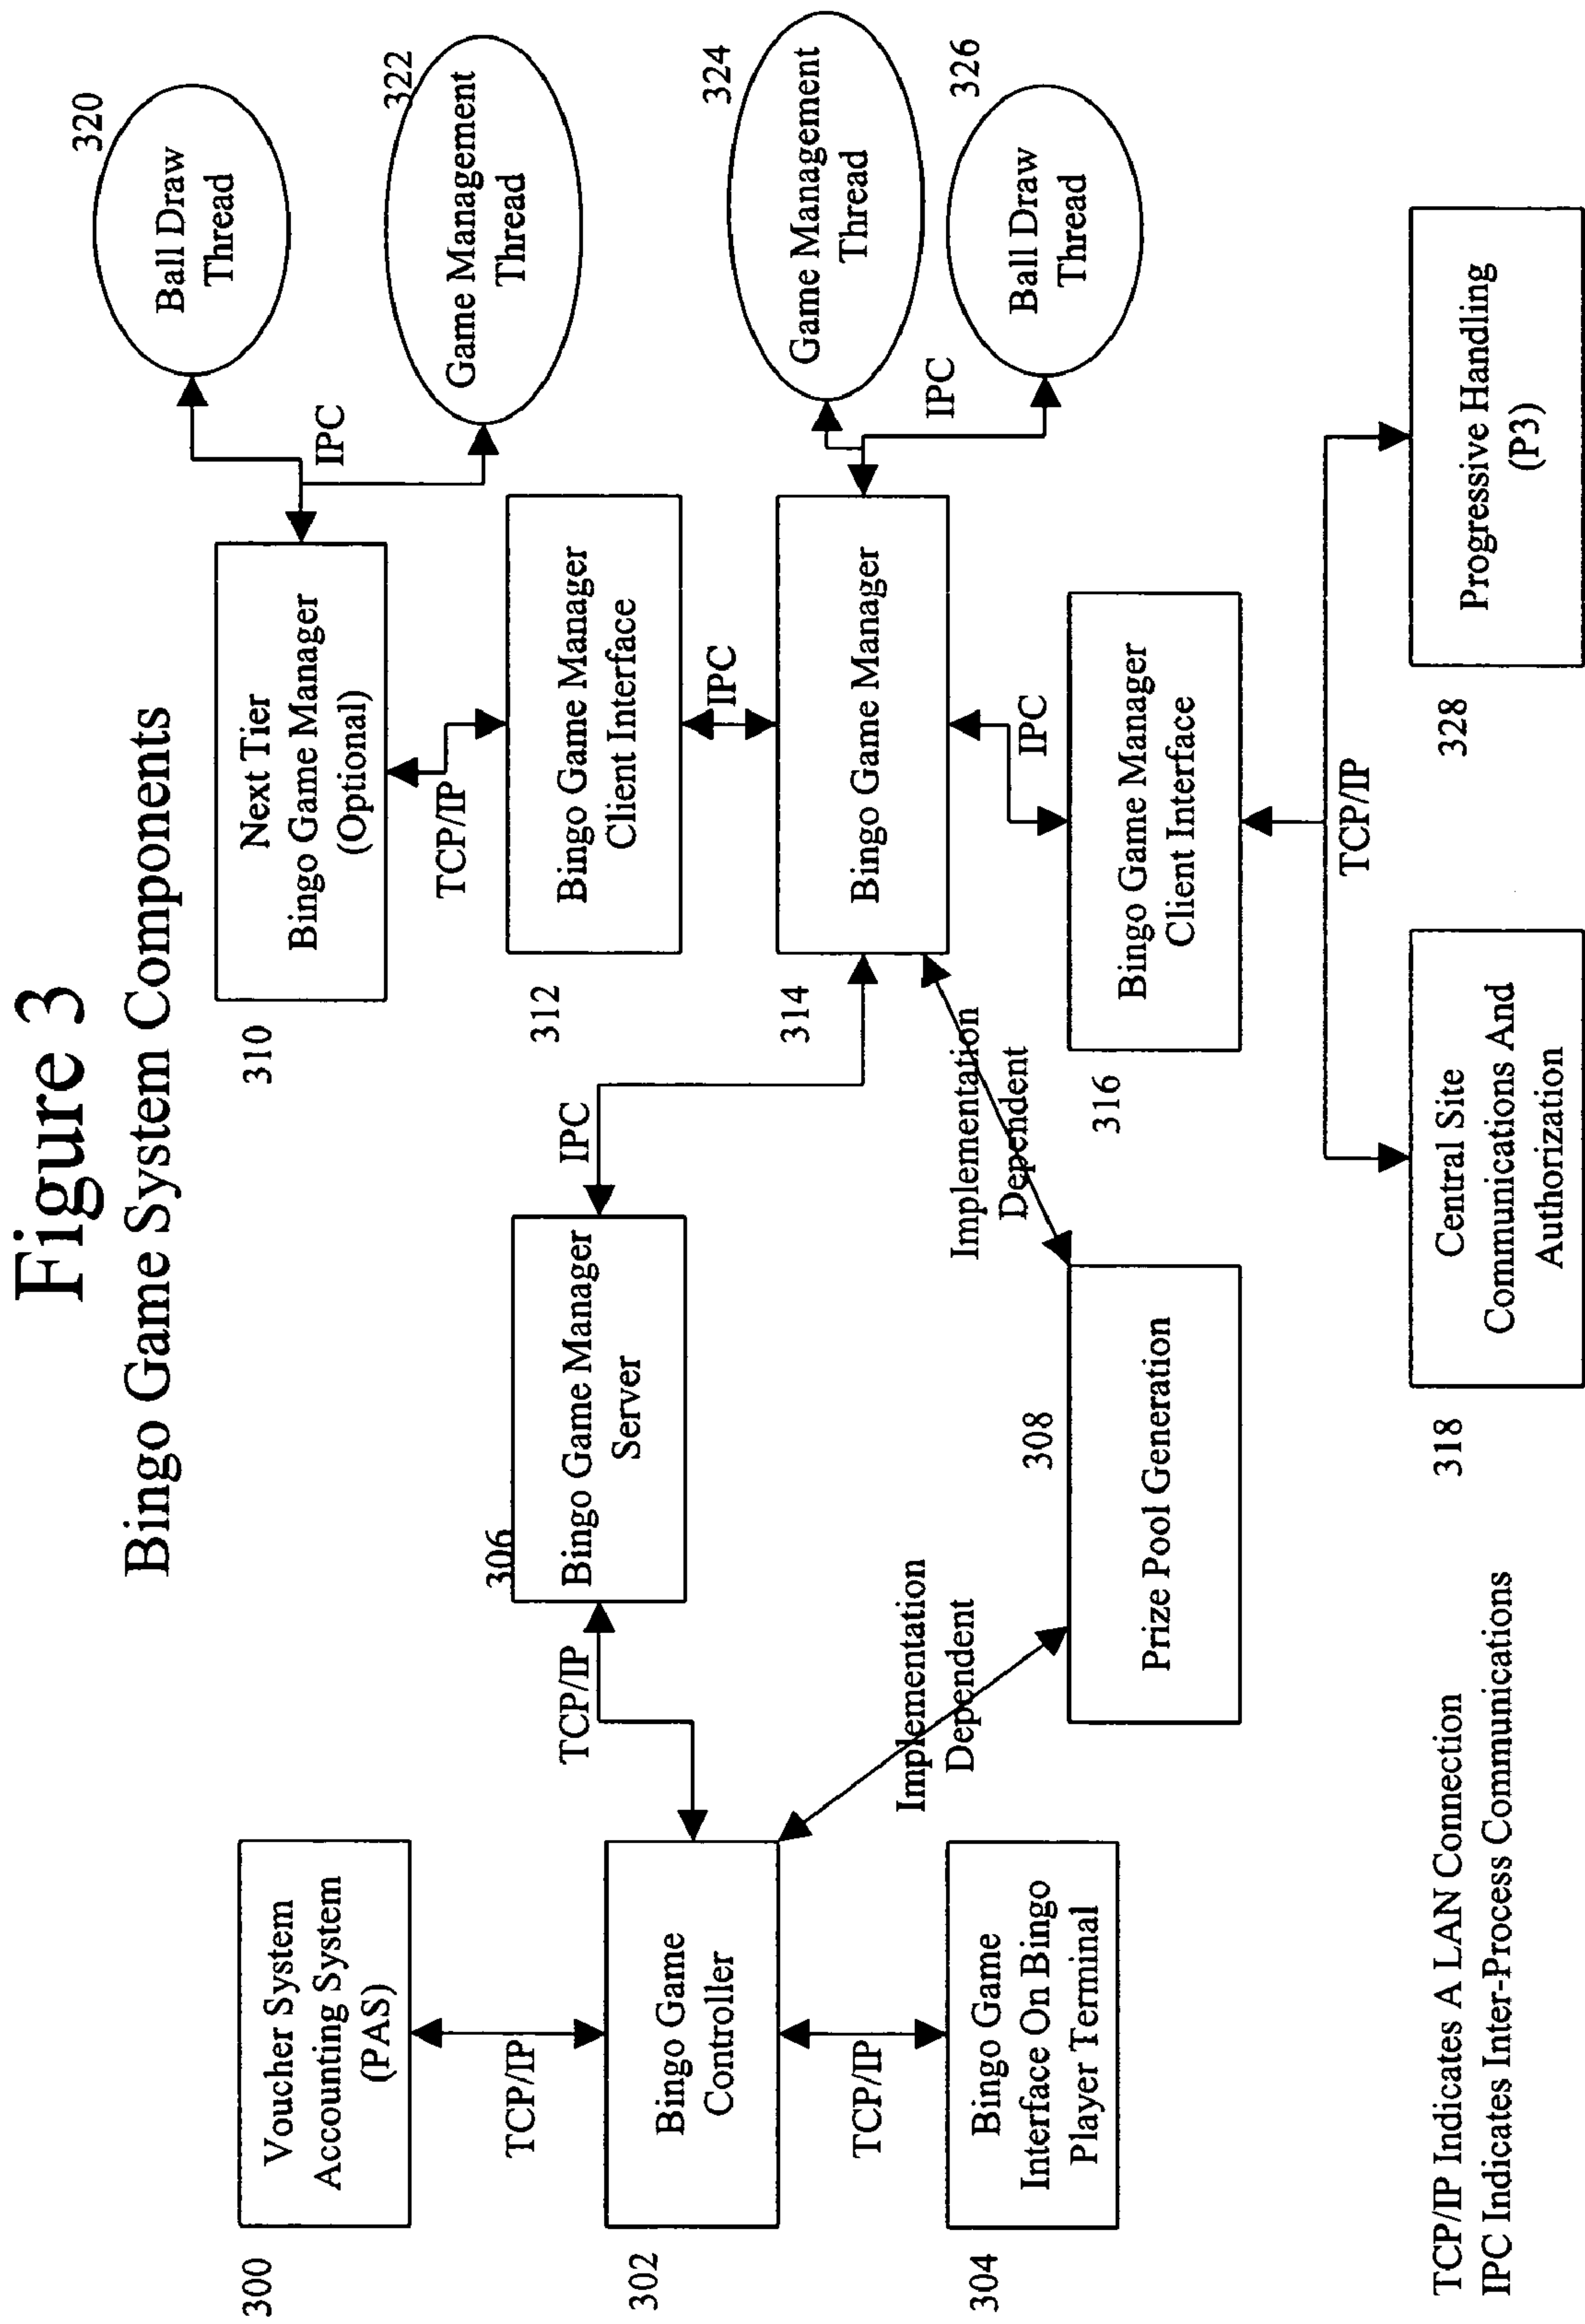 Figure 3
Bingo Game System Components
300
Voucher System
Accounting System
(PAS)
TCP/IP
302
Bingo Game
Controller
TCP/IP
304
Bingo Game
Interface On Bingo
Player Terminal
TCP/IP
306
Bingo Game Manager
Server
IPC
Implementation
Dependent
308
Prize Pool Generation
Implementation
Dependent
310
Next Tier
Bingo Game Manager
(Optional)
TCP/IP
312
Bingo Game Manager
Client Interface
IPC
314
Bingo Game Manager
IPC
316
Bingo Game Manager
Client Interface
TCP/IP
318
Central Site
Communications And
Authorization
320
Ball Draw
Thread
IPC
322
Game Management
Thread
324
Game Management
Thread
IPC
326
Ball Draw
Thread
328
Progressive Handling
(P3)
TCP/IP Indicates A LAN Connection
IPC Indicates Inter-Process Communications